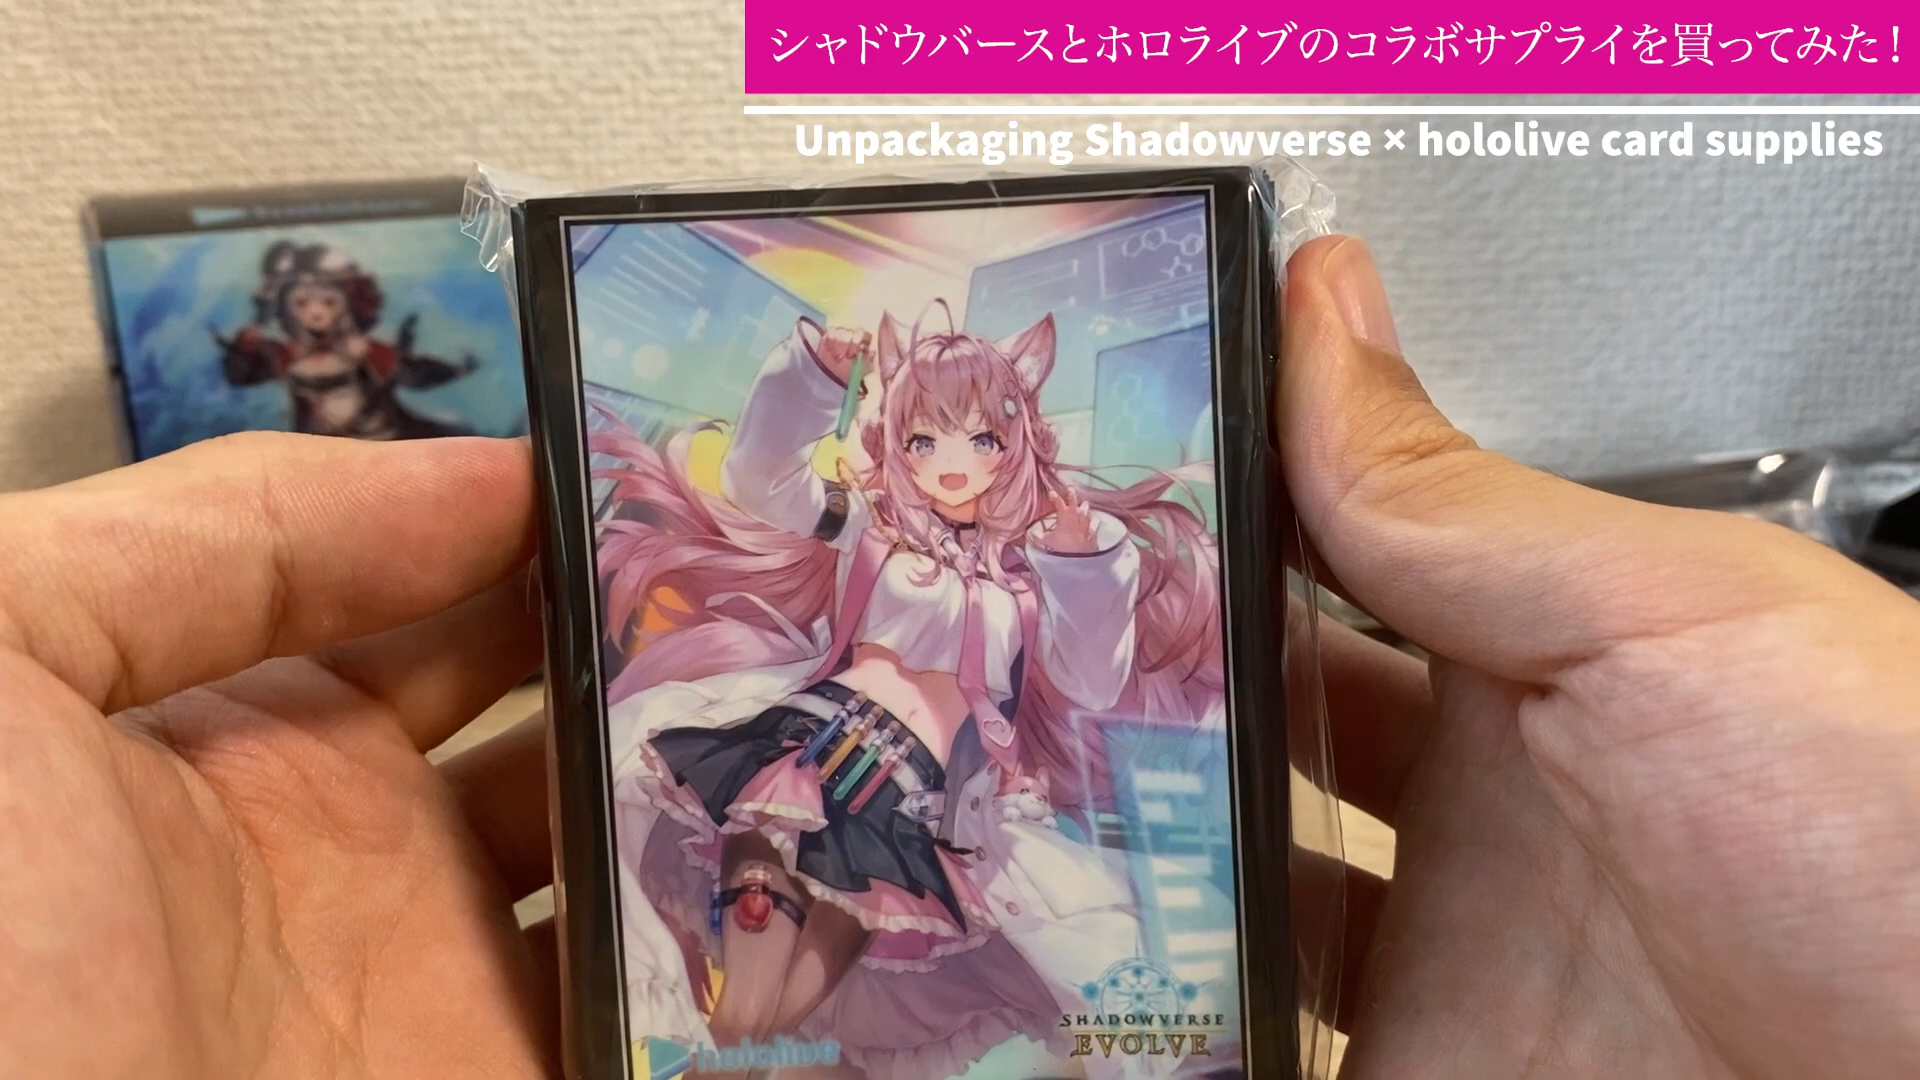 シャドウバースとホロライブのコラボサプライを買ってみた！
Unpackaging Shadowverse × hololive card supplies
SHADOWVERSE
EVOLVE
hololive